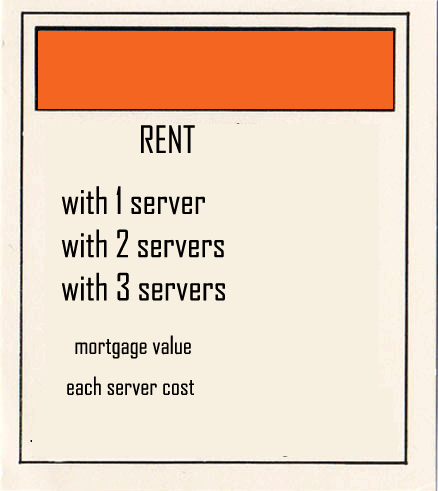 RENT
with 1 server
with 2 servers
with 3 servers
mortgage value
each server cost